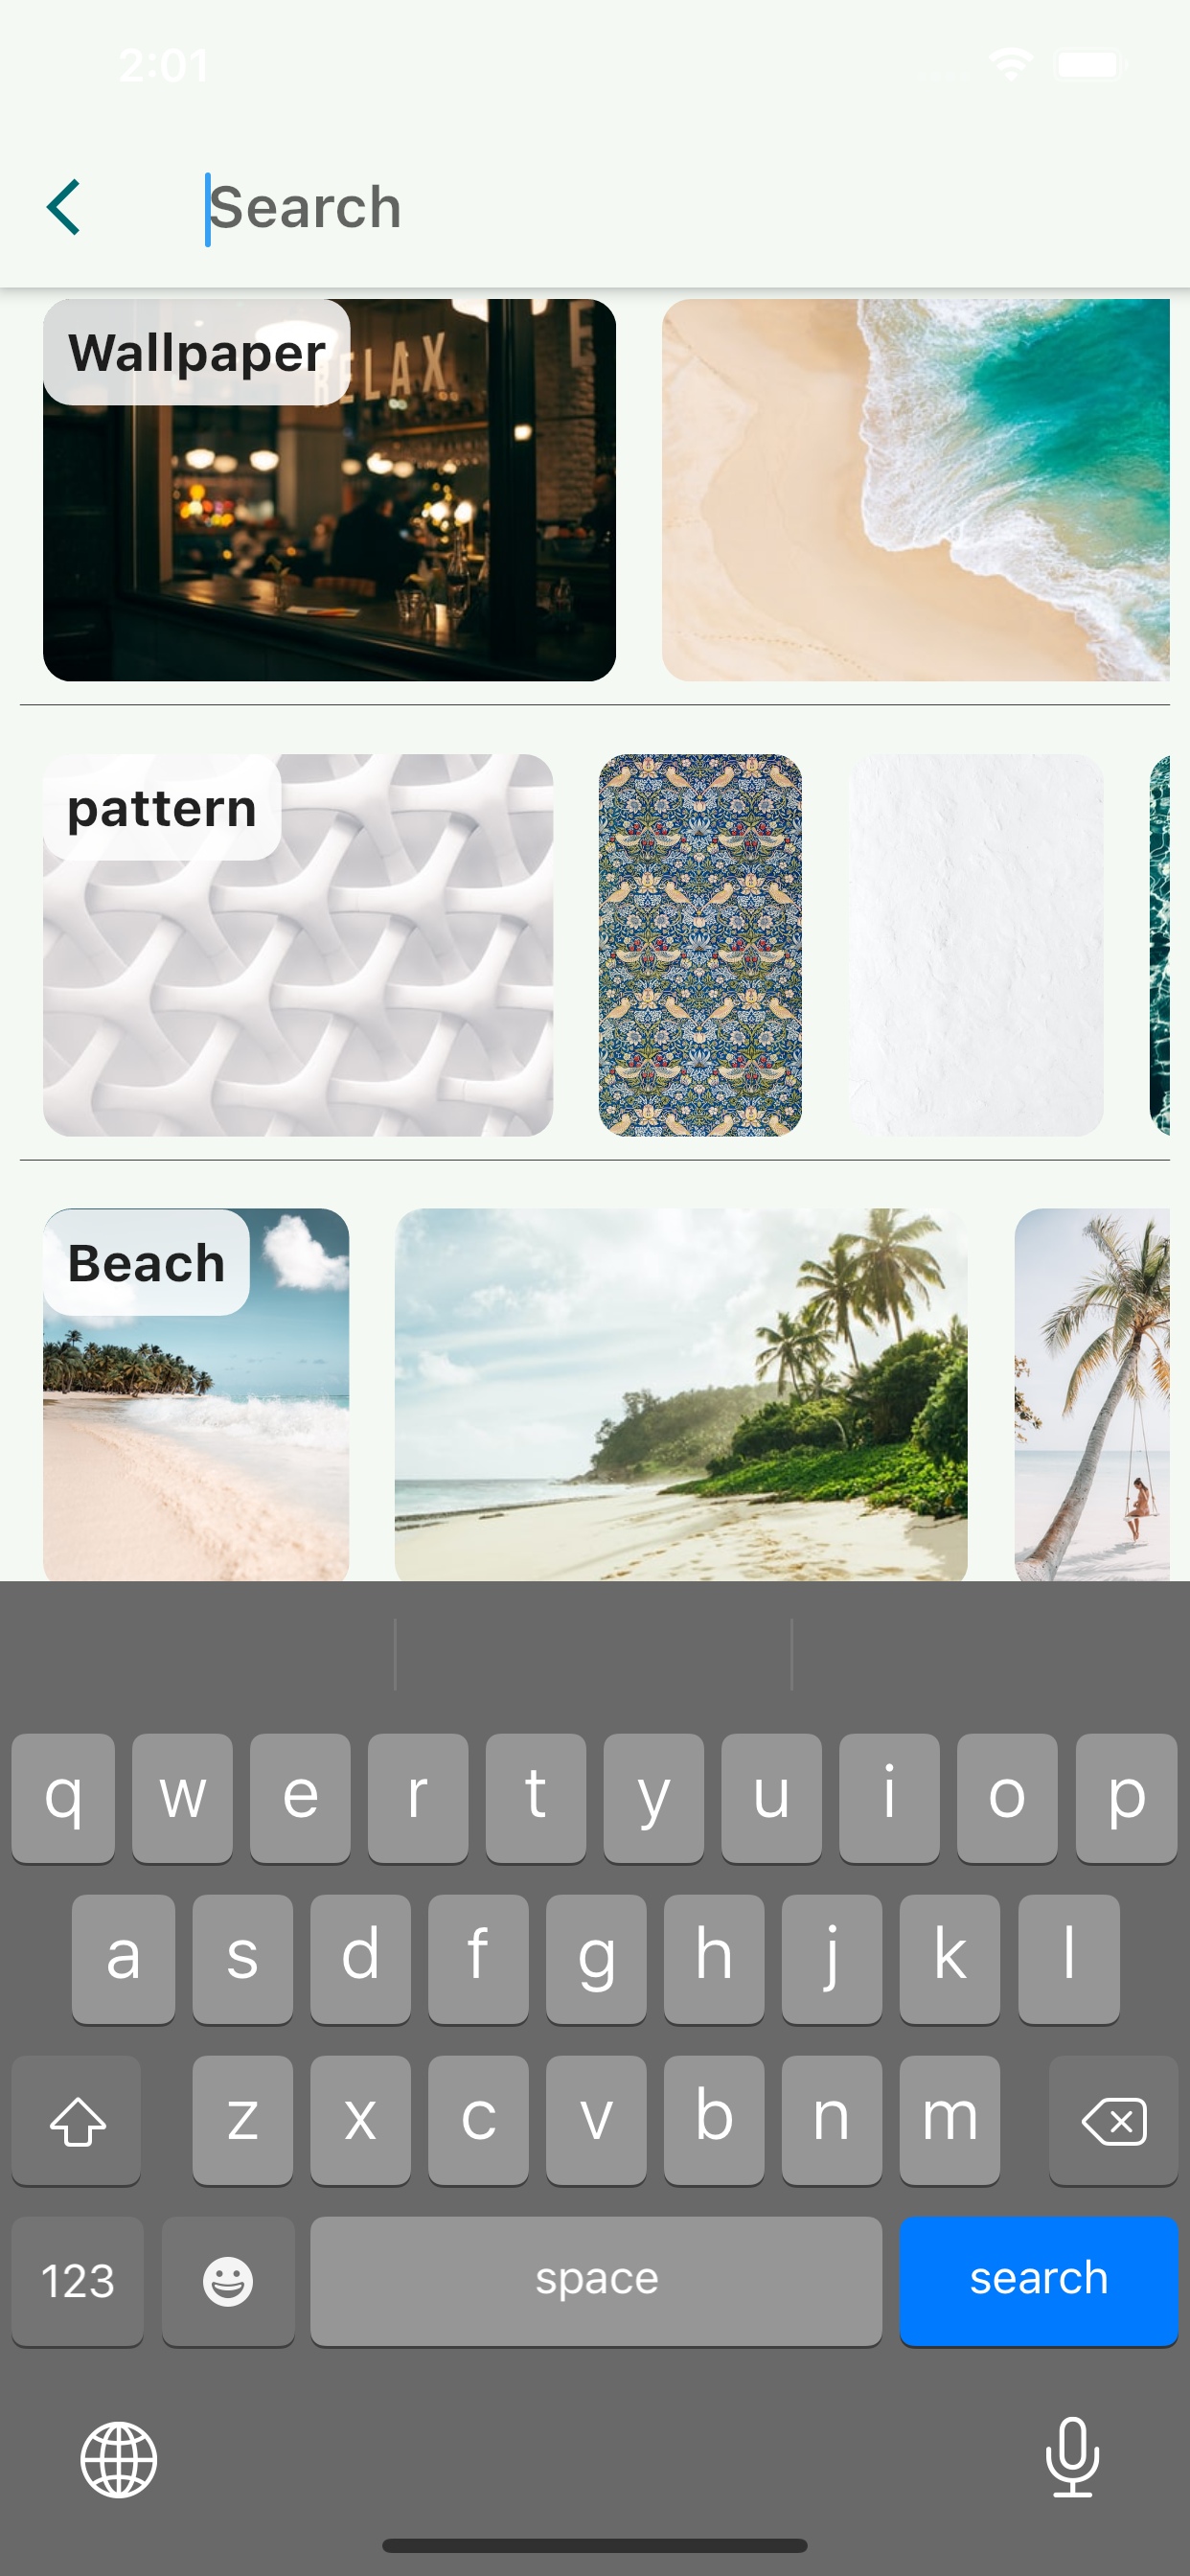 2:01
Search
Wallpaper
RELAX
E
pattern
Beach
q w e r t y u i o p
a s d f g h j k l
z x c v b n m
123 space search